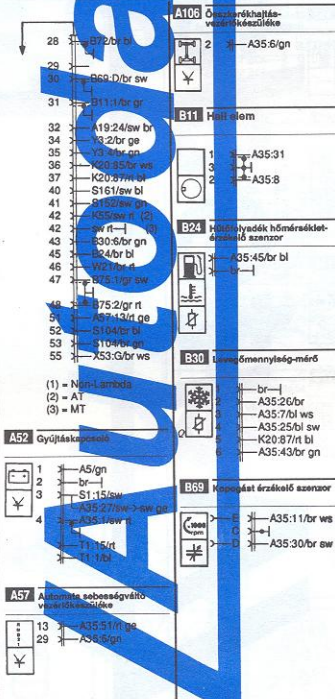 28 B72/br bl
29
30 B69:D/br sw
31 B11:1/br gr
32 A19:24/sw br
34 Y3:2/br ge
35 Y3:4/br gn
36 K20:85/br ws
37 K20:87/rt bl
40 S161/sw bl
41 S152/sw gn
42 K55/sw rt (2)
42 sw rt (3)
43 B30:6/br gn
45 B24/br bl
46 W27/br rt
47 B75:1/gr sw
48 B75:2/gr rt
51 A57:13/rt ge
52 S104/br bl
53 S104/br gn
55 X53:G/br ws
(1) = Non-Lambda
(2) = AT
(3) = MT
A52 Gyújtáskapcsoló
1 A5/gn
2 br
3 S1:15/sw
A35:27/sw->sw ge
4 A35:1/sw rt
T1:15/rt
T1:1/bl
A57 Automata sebességváltó
vezérlőkészüléke
13 A35:51/rt ge
29 A35:5/gn
A106 Összkerékhajtás-
vezérlőkészüléke
2 A35:6/gn
B11 Hall elem
1 A35:31
3
2 A35:8
B24 Hűtőfolyadék hőmérséklet-
érzékelő szenzor
A35:45/br bl
br
B30 Levegőmennyiség-mérő
1 br
2 A35:26/br
3 A35:7/bl ws
4 A35:25/bl sw
5 K20:87/rt bl
6 A35:43/br gn
B69 Kopogást érzékelő szenzor
1000
rpm
E A35:11/br ws
C
D A35:30/br sw
Autoda